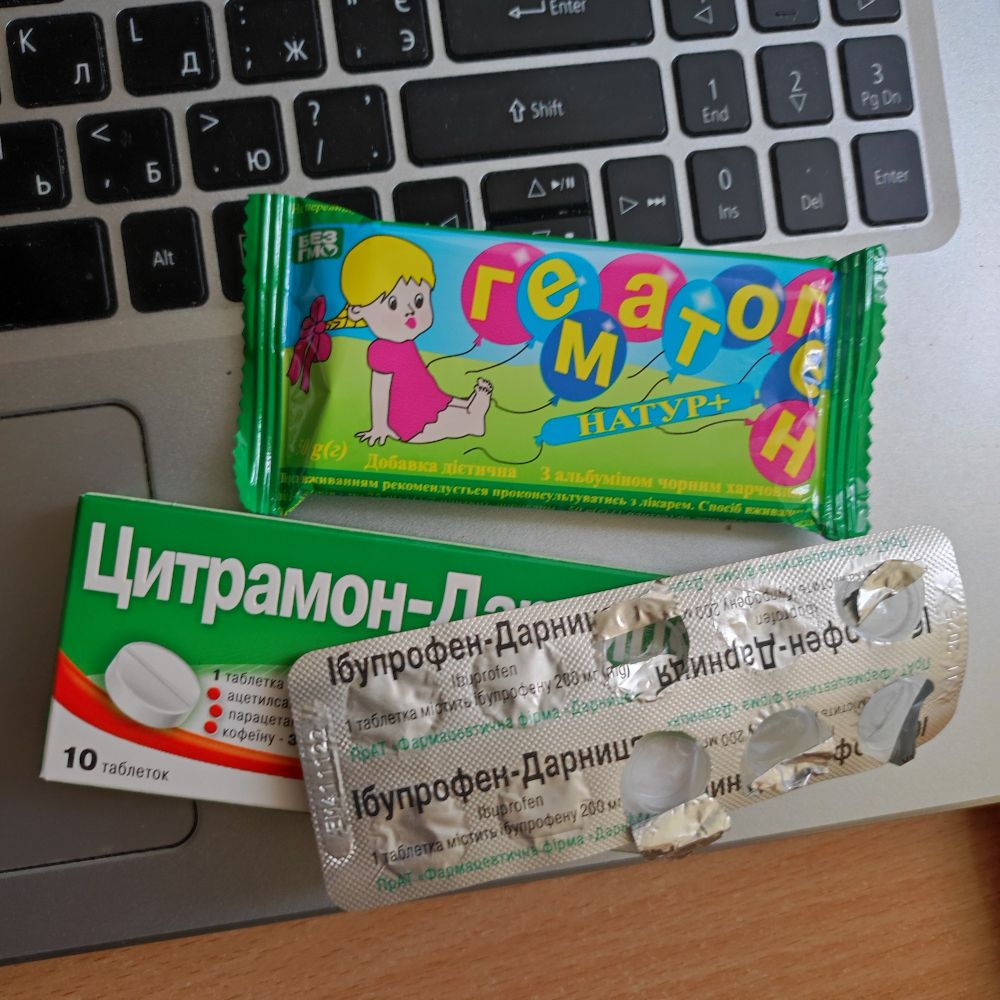 К Л
L Д
: ; Ж
" ' Є Э
Enter
< , Б
> . Ю
? / .
Shift
1 End
2
3 Pg Dn
Ь
Alt
0 Ins
. Del
Enter
БЕЗ ГМО
гематоген
НАТУР+
50 g(г)
Добавка дієтична З альбуміном чорним харчовим
вживанням рекомендується проконсультуватись з лікарем. Спосіб
Цитрамон-Дарниця
1 таблетка
ацетилса
парацета
кофеїну - 3
10 таблеток
Ібупрофен-Дарниця
Ibuprofen
1 таблетка містить ібупрофену 200 мг
ПрАТ «Фармацевтична фірма «Дарниця»
Ібупрофен-Дарниця
Ibuprofen
1 таблетка містить ібупрофену 200 мг
ПрАТ «Фармацевтична фірма «Дарниця»